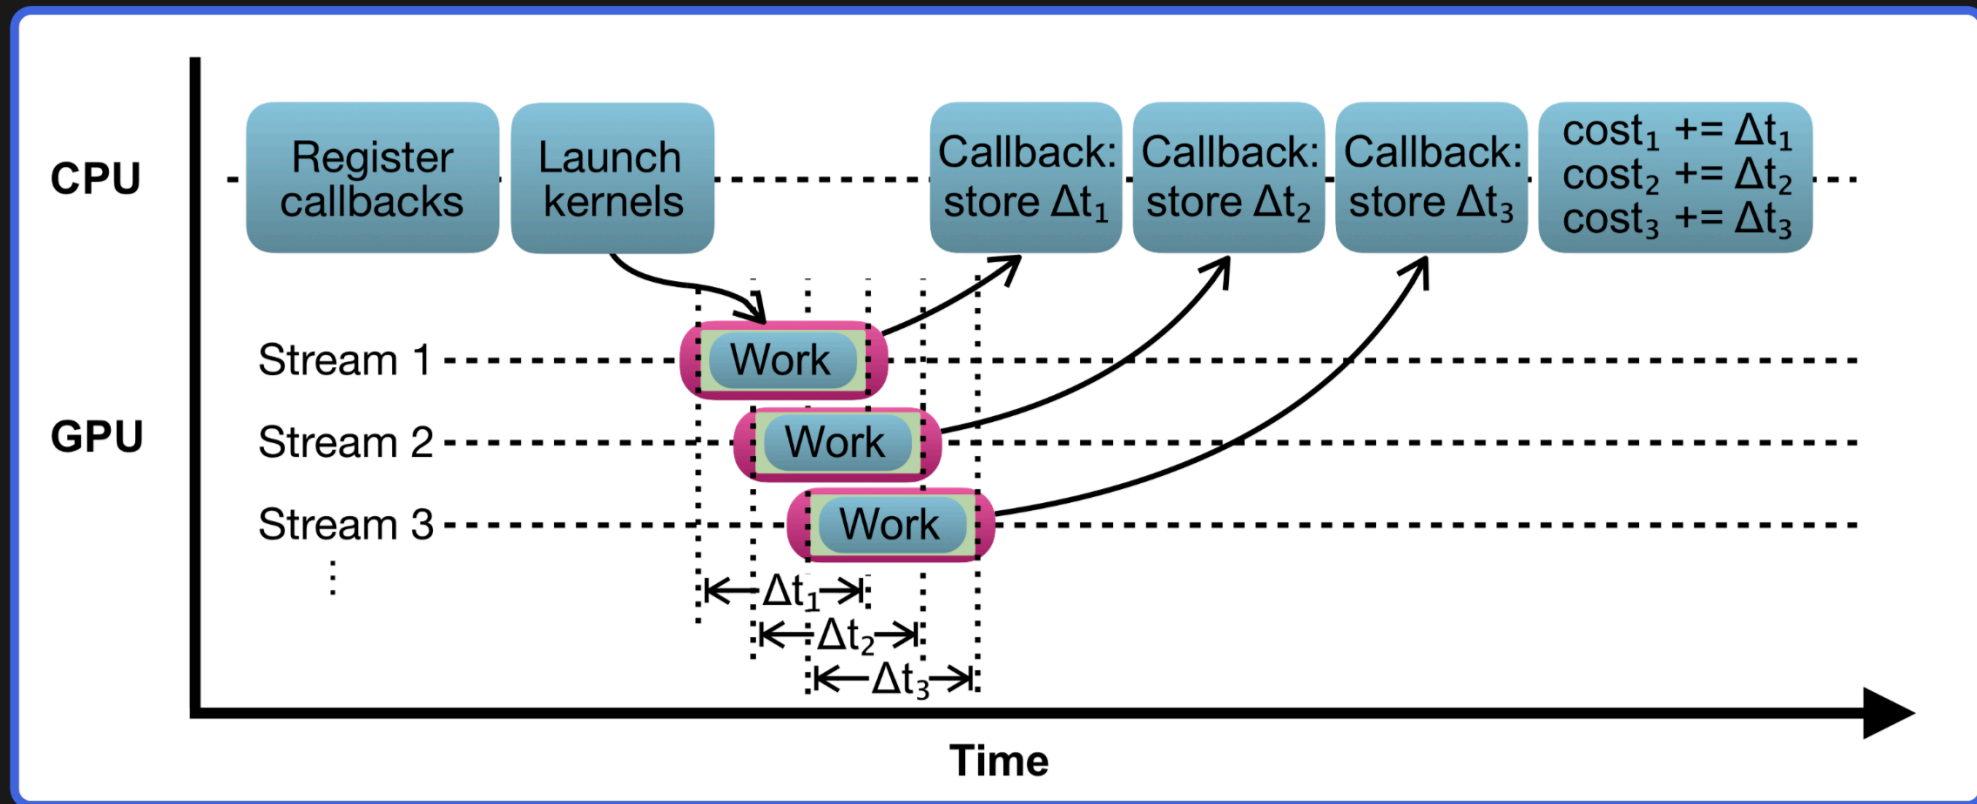 CPU
Register
callbacks
Launch
kernels
Callback:
store Δt₁
Callback:
store Δt₂
Callback:
store Δt₃
cost₁ += Δt₁
cost₂ += Δt₂
cost₃ += Δt₃
GPU
Stream 1
Work
Stream 2
Work
Stream 3
Work
Δt₁
Δt₂
Δt₃
Time